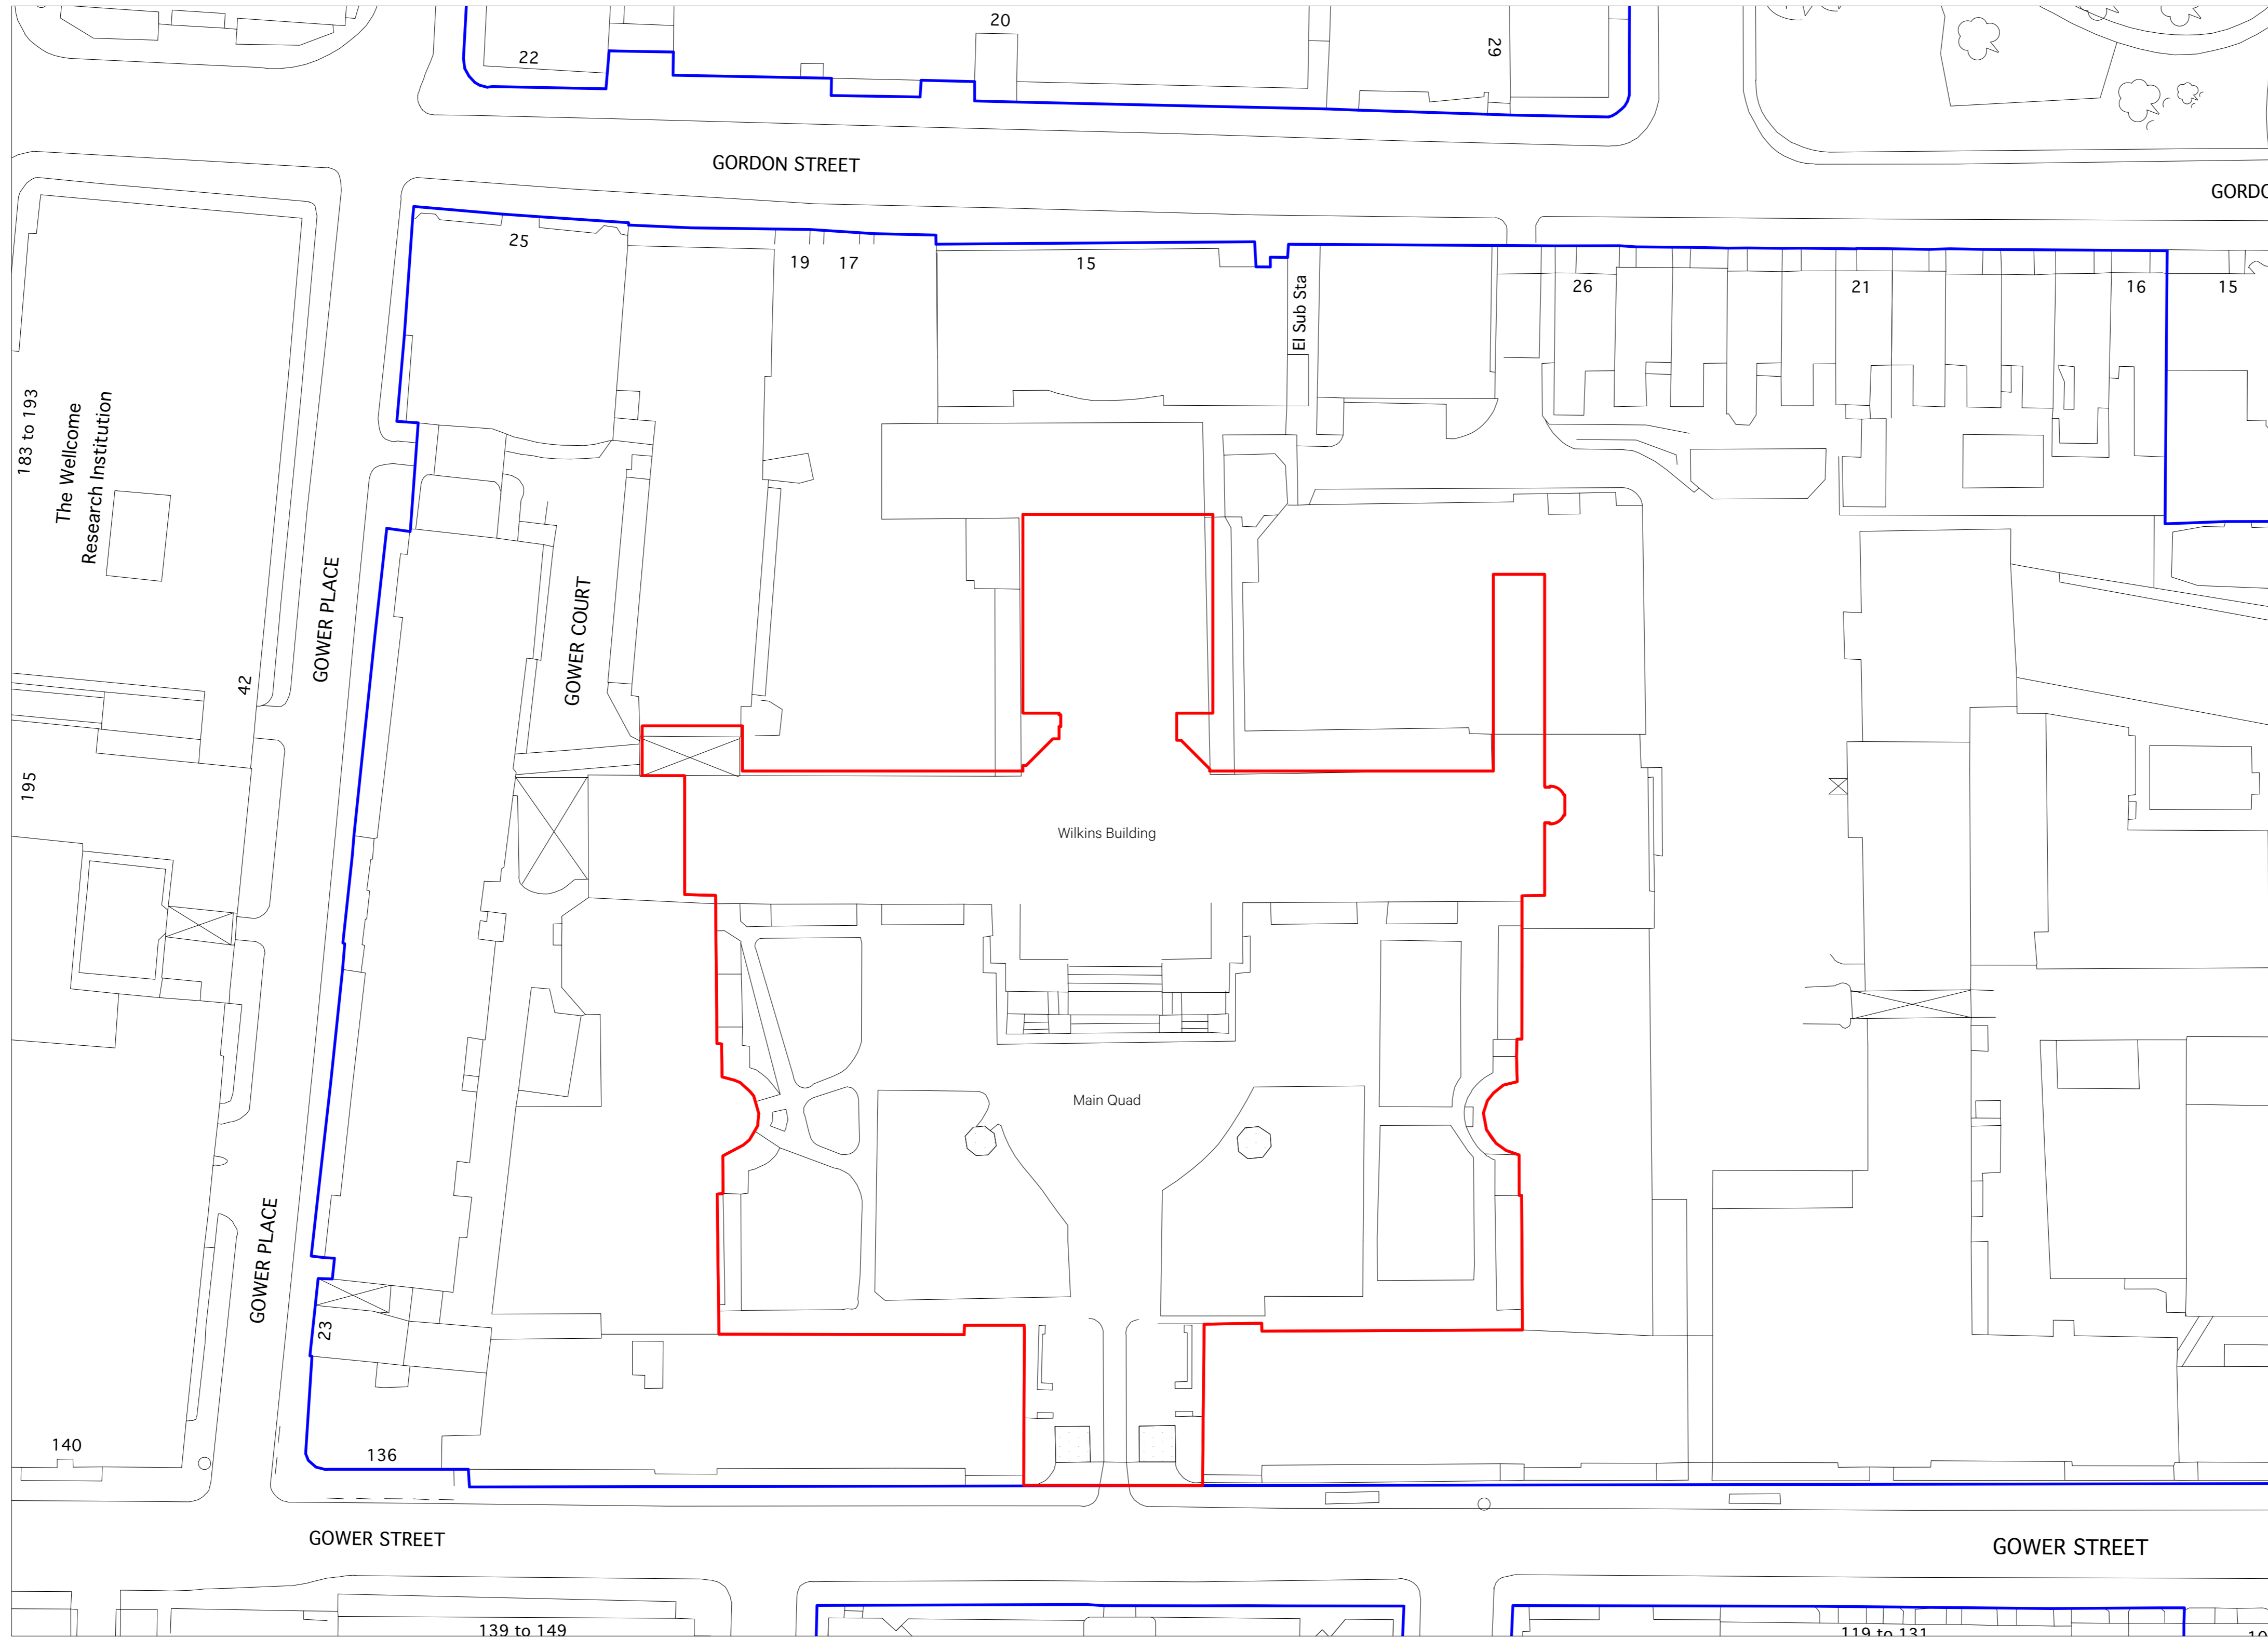 20
22
29
GORDON STREET
GORDO
25
19
17
15
El Sub Sta
26
21
16
15
183 to 193
The Wellcome
Research Institution
GOWER PLACE
GOWER COURT
42
195
Wilkins Building
Main Quad
GOWER PLACE
23
140
136
GOWER STREET
GOWER STREET
139 to 149
119 to 131